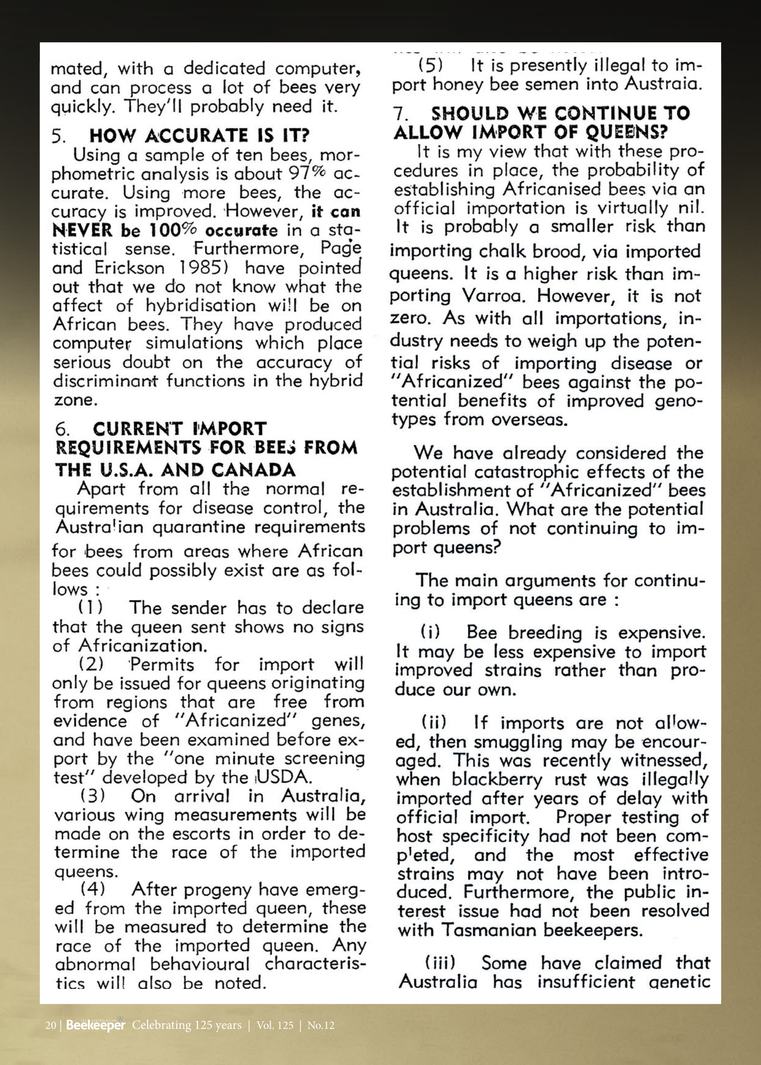 mated, with a dedicated computer,
and can process a lot of bees very
quickly. They'll probably need it.
5. HOW ACCURATE IS IT?
Using a sample of ten bees, mor-
phometric analysis is about 97% ac-
curate. Using more bees, the ac-
curacy is improved. However, it can
NEVER be 100% occurate in a sta-
tistical sense. Furthermore, Page
and Erickson 1985) have pointed
out that we do not know what the
affect of hybridisation will be on
African bees. They have produced
computer simulations which place
serious doubt on the accuracy of
discriminant functions in the hybrid
zone.
6. CURRENT IMPORT
REQUIREMENTS FOR BEES FROM
THE U.S.A. AND CANADA
Apart from all the normal re-
quirements for disease control, the
Australian quarantine requirements
for bees from areas where African
bees could possibly exist are as fol-
lows :
(1) The sender has to declare
that the queen sent shows no signs
of Africanization.
(2) Permits for import will
only be issued for queens originating
from regions that are free from
evidence of "Africanized" genes,
and have been examined before ex-
port by the "one minute screening
test" developed by the USDA.
(3) On arrival in Australia,
various wing measurements will be
made on the escorts in order to de-
termine the race of the imported
queens.
(4) After progeny have emerg-
ed from the imported queen, these
will be measured to determine the
race of the imported queen. Any
abnormal behavioural characteris-
tics will also be noted.
(5) It is presently illegal to im-
port honey bee semen into Austraia.
7. SHOULD WE CONTINUE TO
ALLOW IMPORT OF QUEENS?
It is my view that with these pro-
cedures in place, the probability of
establishing Africanised bees via an
official importation is virtually nil.
It is probably a smaller risk than
importing chalk brood, via imported
queens. It is a higher risk than im-
porting Varroa. However, it is not
zero. As with all importations, in-
dustry needs to weigh up the poten-
tial risks of importing disease or
"Africanized" bees against the po-
tential benefits of improved geno-
types from overseas.
We have already considered the
potential catastrophic effects of the
establishment of "Africanized" bees
in Australia. What are the potential
problems of not continuing to im-
port queens?
The main arguments for continu-
ing to import queens are :
(i) Bee breeding is expensive.
It may be less expensive to import
improved strains rather than pro-
duce our own.
(ii) If imports are not allow-
ed, then smuggling may be encour-
aged. This was recently witnessed,
when blackberry rust was illegally
imported after years of delay with
official import. Proper testing of
host specificity had not been com-
pleted, and the most effective
strains may not have been intro-
duced. Furthermore, the public in-
terest issue had not been resolved
with Tasmanian beekeepers.
(iii) Some have claimed that
Australia has insufficient genetic
20 | Beekeeper Celebrating 125 years | Vol. 125 | No.12